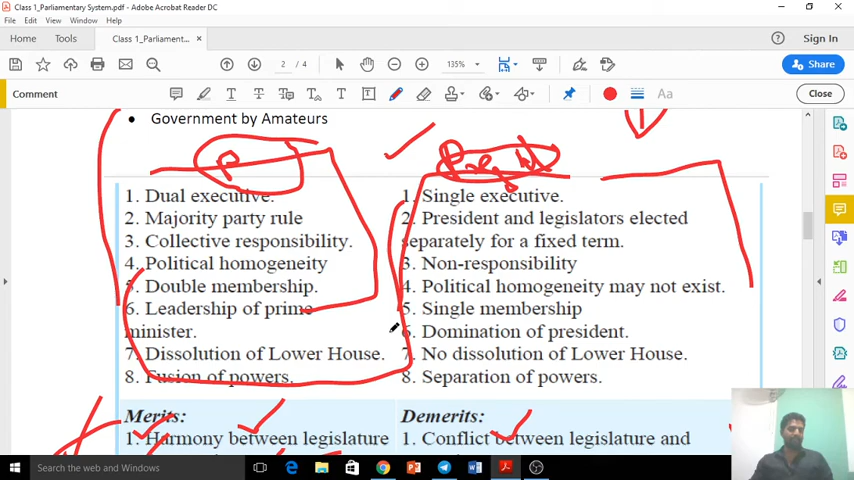 Class 1_Parliamentary System.pdf - Adobe Acrobat Reader DC
File Edit View Window Help
Home Tools Class 1_Parliament... × Sign In
2 / 4 135% Share
Comment Aa Close
• Government by Amateurs
P
1. Dual executive. 1. Single executive.
2. Majority party rule 2. President and legislators elected
3. Collective responsibility. separately for a fixed term.
4. Political homogeneity 3. Non-responsibility
5. Double membership. 4. Political homogeneity may not exist.
6. Leadership of prime 5. Single membership
minister. 6. Domination of president.
7. Dissolution of Lower House. 7. No dissolution of Lower House.
8. Fusion of powers. 8. Separation of powers.
Merits: Demerits:
1. Harmony between legislature 1. Conflict between legislature and
Search the web and Windows